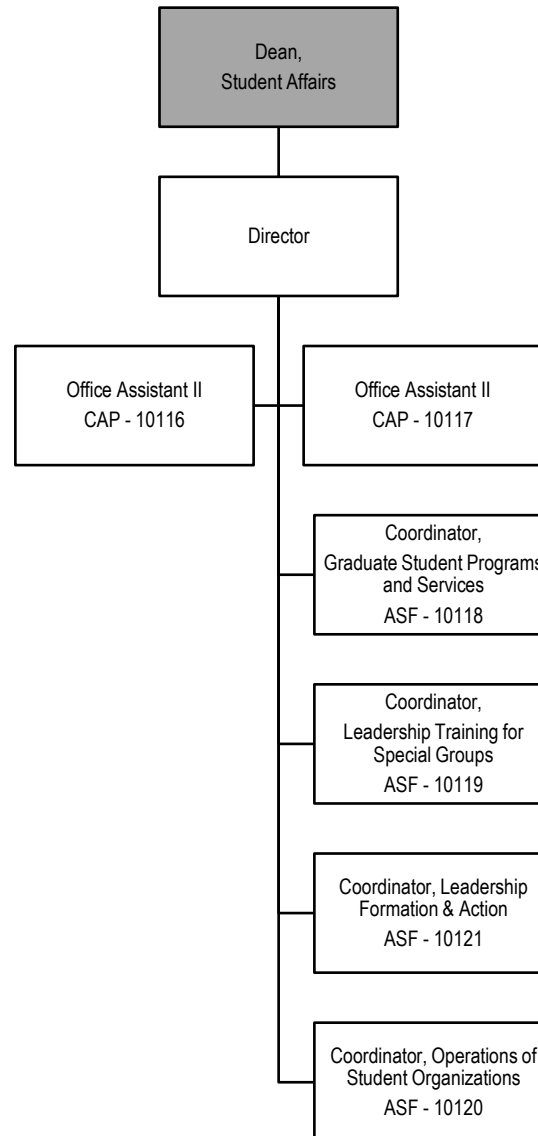 Dean,
Student Affairs
Director
Office Assistant II
CAP - 10116
Office Assistant II
CAP - 10117
Coordinator,
Graduate Student Programs
and Services
ASF - 10118
Coordinator,
Leadership Training for
Special Groups
ASF - 10119
Coordinator, Leadership
Formation & Action
ASF - 10121
Coordinator, Operations of
Student Organizations
ASF - 10120